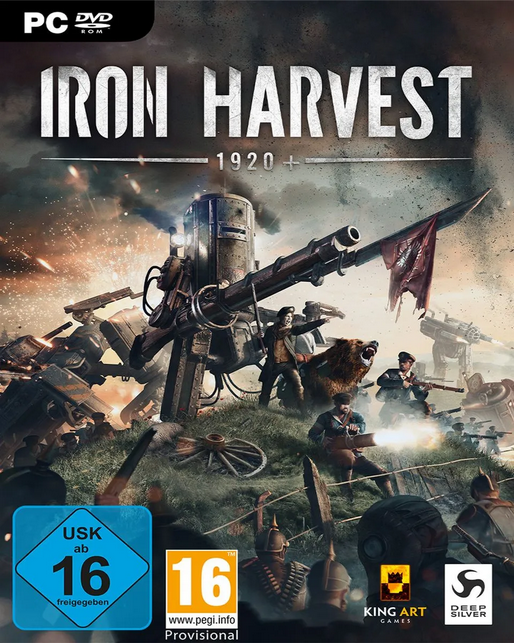 PC DVD
ROM
IRON HARVEST
1920+
USK
ab
16
freigegeben
16
TM
www.pegi.info
Provisional
KING ART
GAMES
DEEP
SILVER